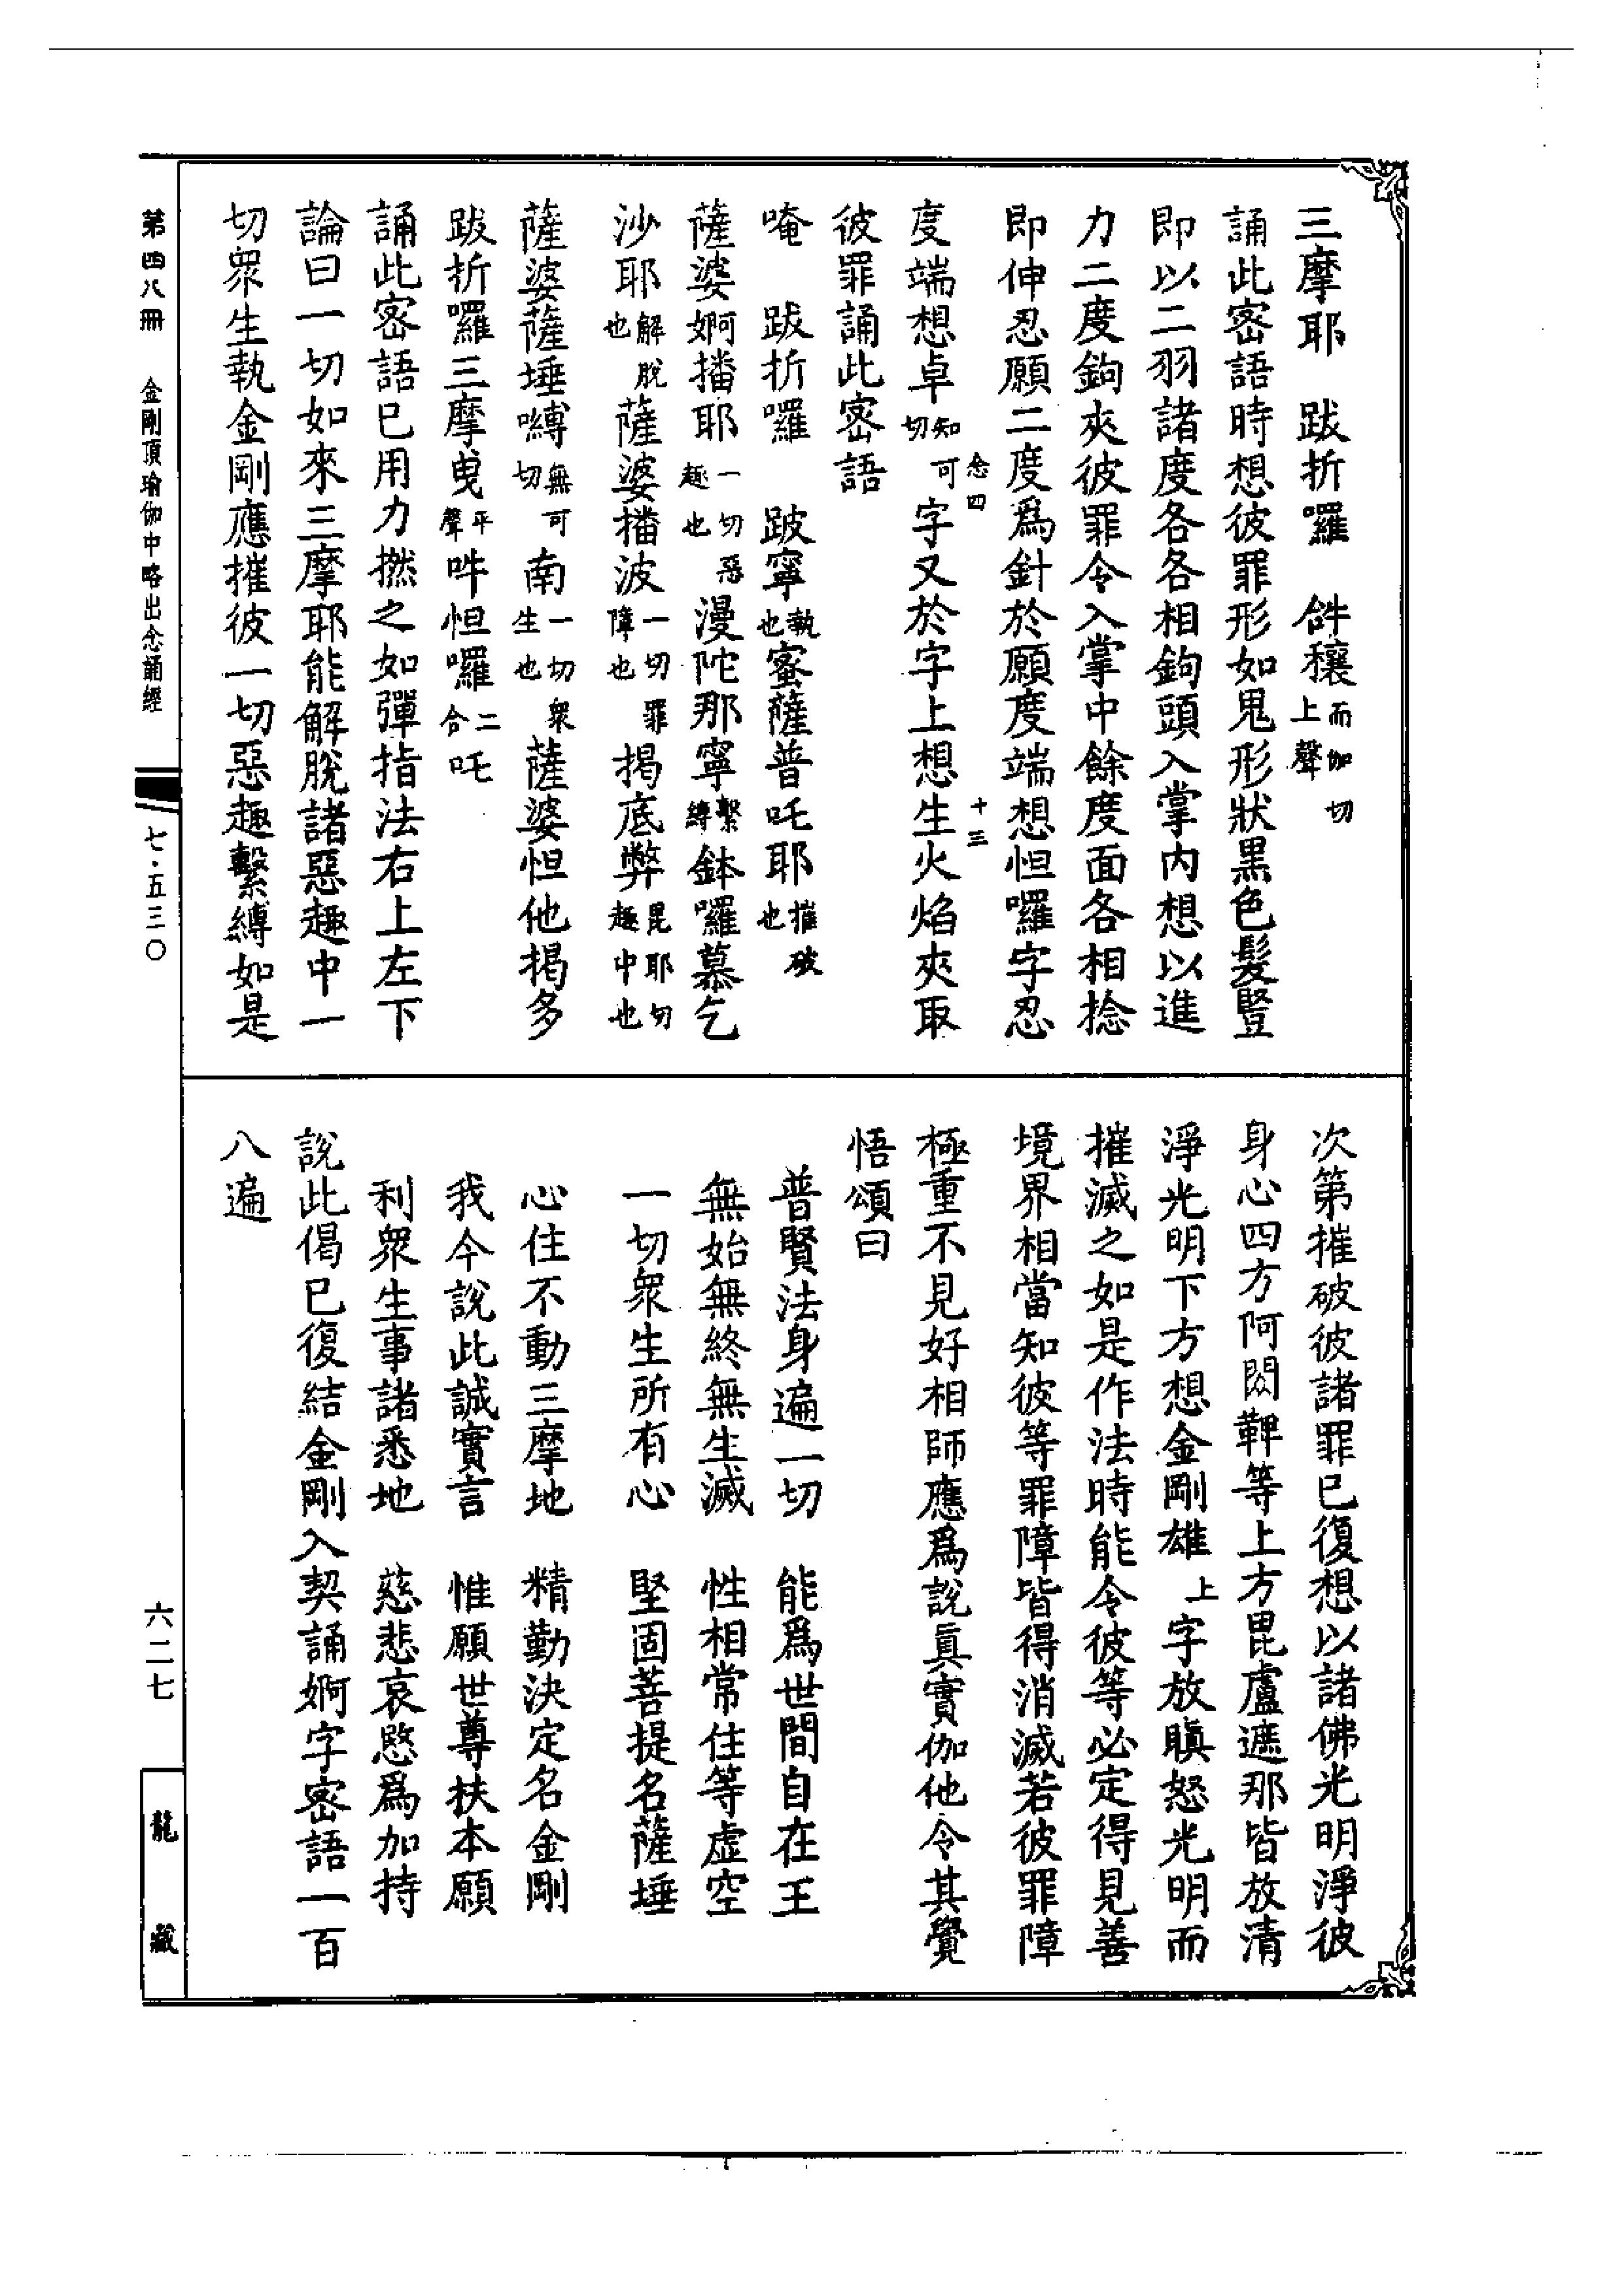 三摩耶　跋折囉　㕀穰而伽切上聲
誦此密語時想彼罪形如鬼形狀黑色髮豎
即以二羽諸度各各相鉤頭入掌內想以進
力二度鉤夾彼罪令入掌中餘度面各相捻
即伸忍願二度爲針於願度端想怛囉字忍
度端想卓知可切字又於字上想生火焰夾取
念四　十三
彼罪誦此密語
唵　跋折囉　跛寧執也蜜薩普吒耶摧破也
薩婆婀播耶一切惡趣也漫陀那寧繫縛鉢囉慕乞
沙耶解脫也薩婆播波一切罪障也揭底弊毘耶切趣中也
薩婆薩埵嚩無可切南一切衆生也薩婆怛他揭多
跋折囉三摩曳平聲吽怛囉二合吒
誦此密語已用力撚之如彈指法右上左下
論曰一切如來三摩耶能解脫諸惡趣中一
切衆生執金剛應摧彼一切惡趣繫縛如是
次第摧破彼諸罪已復想以諸佛光明淨彼
身心四方阿閦鞞等上方毘盧遮那皆放清
淨光明下方想金剛雄上字放瞋怒光明而
摧滅之如是作法時能令彼等必定得見善
境界相當知彼等罪障皆得消滅若彼罪障
極重不見好相師應爲說眞實伽他令其覺
悟頌曰
普賢法身遍一切　能爲世間自在王
無始無終無生滅　性相常住等虛空
一切衆生所有心　堅固菩提名薩埵
心住不動三摩地　精勤決定名金剛
我今說此誠實言　惟願世尊扶本願
利衆生事諸悉地　慈悲哀愍爲加持
說此偈已復結金剛入契誦婀字密語一百
八遍
第四八冊　金剛頂瑜伽中略出念誦經　七·五三〇　六二七　龍藏